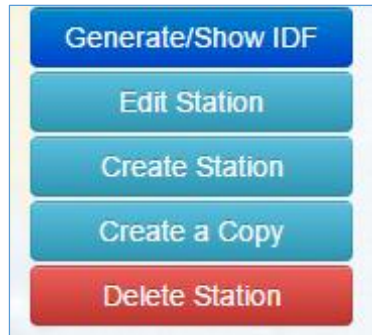 Generate/Show IDF
Edit Station
Create Station
Create a Copy
Delete Station